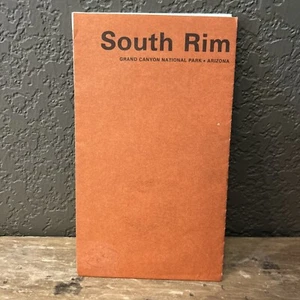 South Rim
GRAND CANYON NATIONAL PARK • ARIZONA